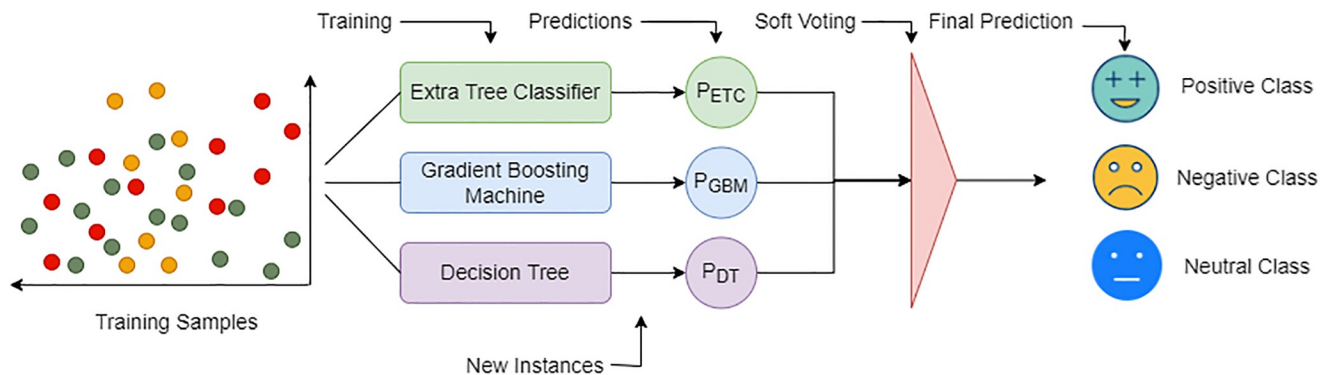 Training
Predictions
Soft Voting
Final Prediction
Extra Tree Classifier
P_ETC
Positive Class
Gradient Boosting
Machine
P_GBM
Negative Class
Decision Tree
P_DT
Neutral Class
Training Samples
New Instances